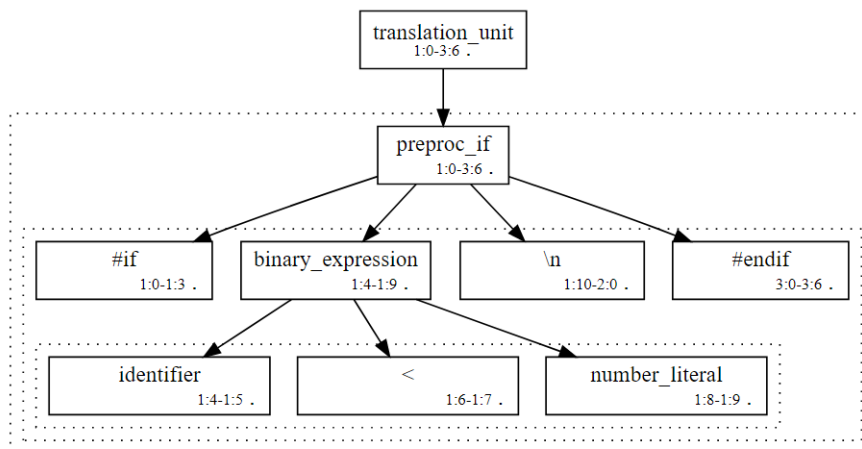 translation_unit
1:0-3:6 .
preproc_if
1:0-3:6 .
#if
1:0-1:3 .
binary_expression
1:4-1:9 .
\n
1:10-2:0 .
#endif
3:0-3:6 .
identifier
1:4-1:5 .
<
1:6-1:7 .
number_literal
1:8-1:9 .